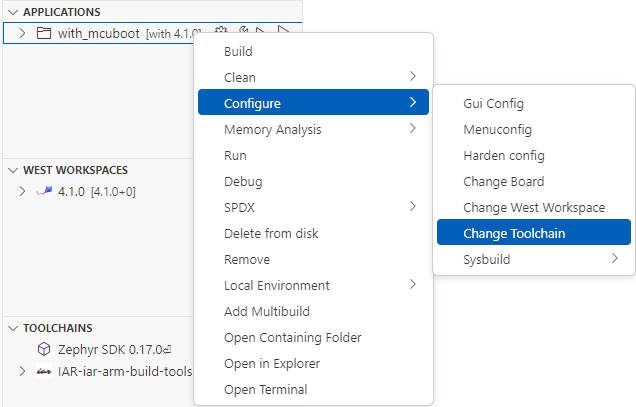 APPLICATIONS
with_mcuboot [with 4.1.0]
Build
Clean
Configure
Memory Analysis
Run
Debug
SPDX
Delete from disk
Remove
Local Environment
Add Multibuild
Open Containing Folder
Open in Explorer
Open Terminal
Gui Config
Menuconfig
Harden config
Change Board
Change West Workspace
Change Toolchain
Sysbuild
WEST WORKSPACES
4.1.0 [4.1.0+0]
TOOLCHAINS
Zephyr SDK 0.17.0⏎
IAR-iar-arm-build-tools